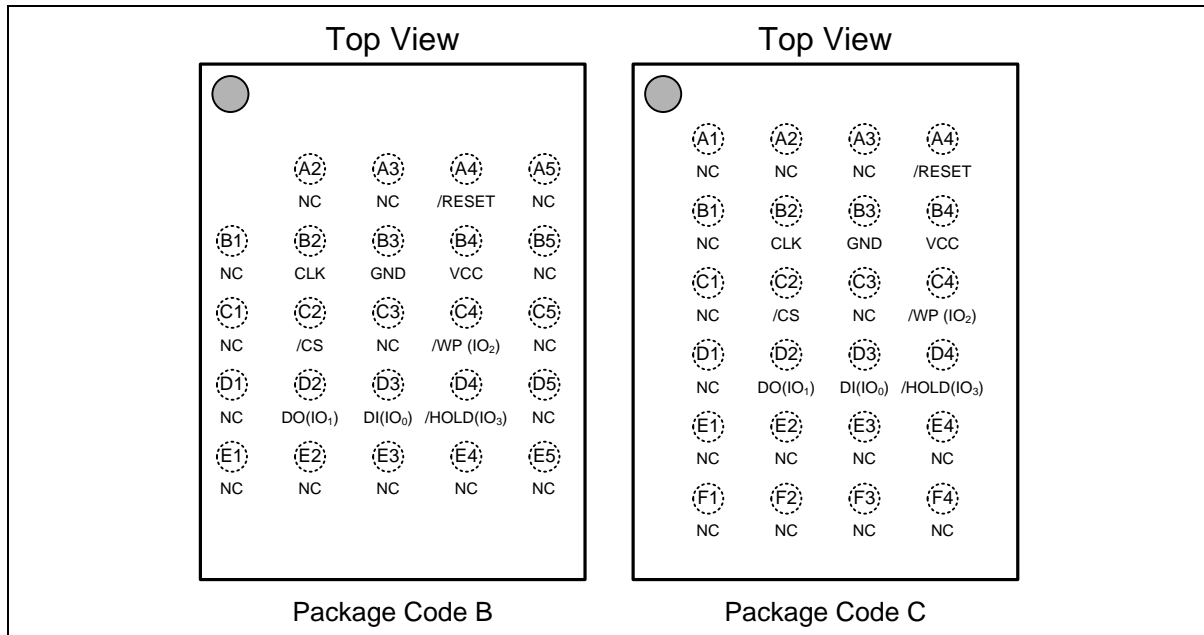 Top View
A2 A3 A4 A5
NC NC /RESET NC
B1 B2 B3 B4 B5
NC CLK GND VCC NC
C1 C2 C3 C4 C5
NC /CS NC /WP (IO₂) NC
D1 D2 D3 D4 D5
NC DO(IO₁) DI(IO₀) /HOLD(IO₃) NC
E1 E2 E3 E4 E5
NC NC NC NC NC
Package Code B
Top View
A1 A2 A3 A4
NC NC NC /RESET
B1 B2 B3 B4
NC CLK GND VCC
C1 C2 C3 C4
NC /CS NC /WP (IO₂)
D1 D2 D3 D4
NC DO(IO₁) DI(IO₀) /HOLD(IO₃)
E1 E2 E3 E4
NC NC NC NC
F1 F2 F3 F4
NC NC NC NC
Package Code C